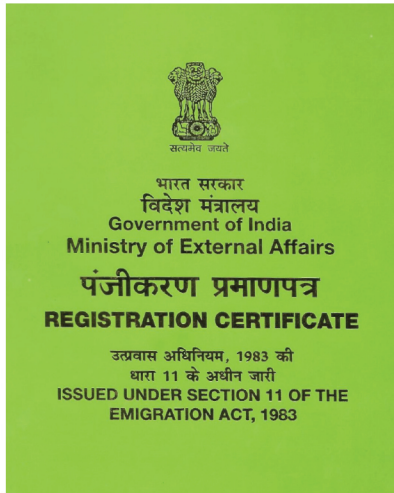 सत्यमेव जयते
भारत सरकार
विदेश मंत्रालय
Government of India
Ministry of External Affairs
पंजीकरण प्रमाणपत्र
REGISTRATION CERTIFICATE
उत्प्रवास अधिनियम, 1983 की
धारा 11 के अधीन जारी
ISSUED UNDER SECTION 11 OF THE
EMIGRATION ACT, 1983